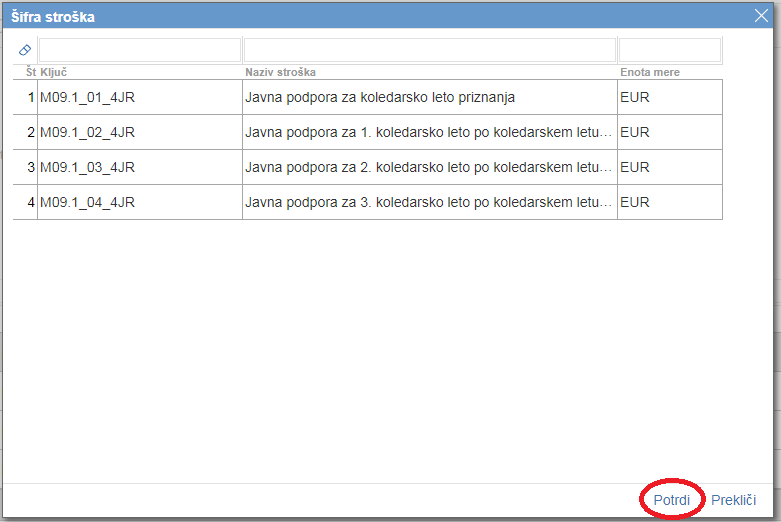 Šifra stroška
Št Ključ Naziv stroška Enota mere
1 M09.1_01_4JR Javna podpora za koledarsko leto priznanja EUR
2 M09.1_02_4JR Javna podpora za 1. koledarsko leto po koledarskem letu... EUR
3 M09.1_03_4JR Javna podpora za 2. koledarsko leto po koledarskem letu... EUR
4 M09.1_04_4JR Javna podpora za 3. koledarsko leto po koledarskem letu... EUR
Potrdi Prekliči